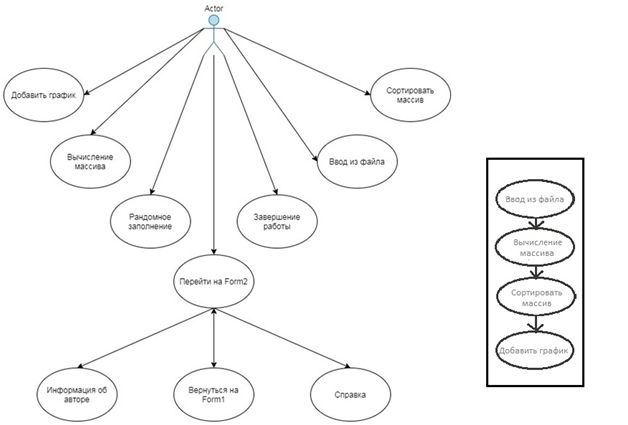 Actor
Добавить график
Сортировать
массив
Вычисление
массива
Ввод из файла
Рандомное
заполнение
Завершение
работы
Перейти на Form2
Информация об
авторе
Вернуться на
Form1
Справка
Ввод из файла
Вычисление
массива
Сортировать
массив
Добавить график